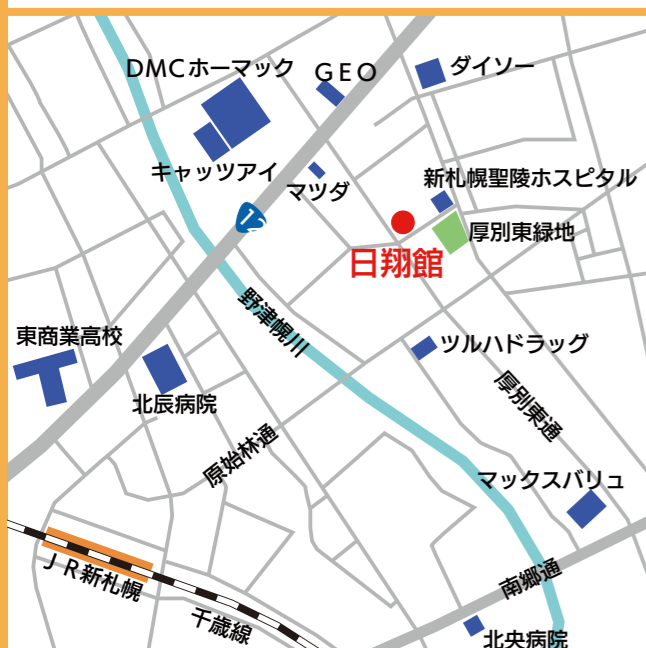 DMCホーマック
GEO
ダイソー
キャッツアイ
マツダ
新札幌聖陵ホスピタル
12
厚別東緑地
日翔館
東商業高校
野津幌川
ツルハドラッグ
北辰病院
厚別東通
原始林通
マックスバリュ
JR新札幌
南郷通
千歳線
北央病院